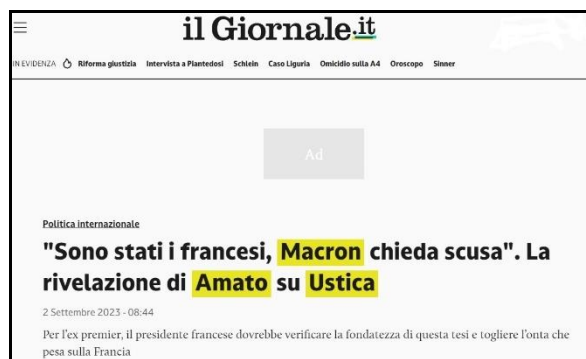 il Giornale.it
IN EVIDENZA Riforma giustizia Intervista a Piantedosi Schlein Caso Liguria Omicidio sulla A4 Oroscopo Sinner
Ad
Politica internazionale
"Sono stati i francesi, Macron chieda scusa". La
rivelazione di Amato su Ustica
2 Settembre 2023 - 08:44
Per l'ex premier, il presidente francese dovrebbe verificare la fondatezza di questa tesi e togliere l'onta che
pesa sulla Francia